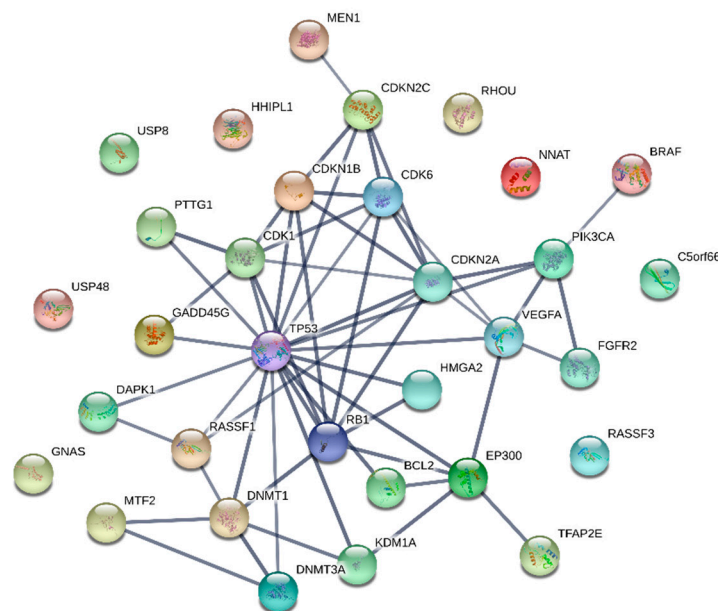 MEN1
CDKN2C
RHOU
HHIPL1
USP8
NNAT
BRAF
CDKN1B
CDK6
PTTG1
CDK1
PIK3CA
CDKN2A
C5orf66
USP48
GADD45G
TP53
VEGFA
FGFR2
HMGA2
DAPK1
RASSF1
RB1
RASSF3
GNAS
BCL2
EP300
MTF2
DNMT1
TFAP2E
KDM1A
DNMT3A